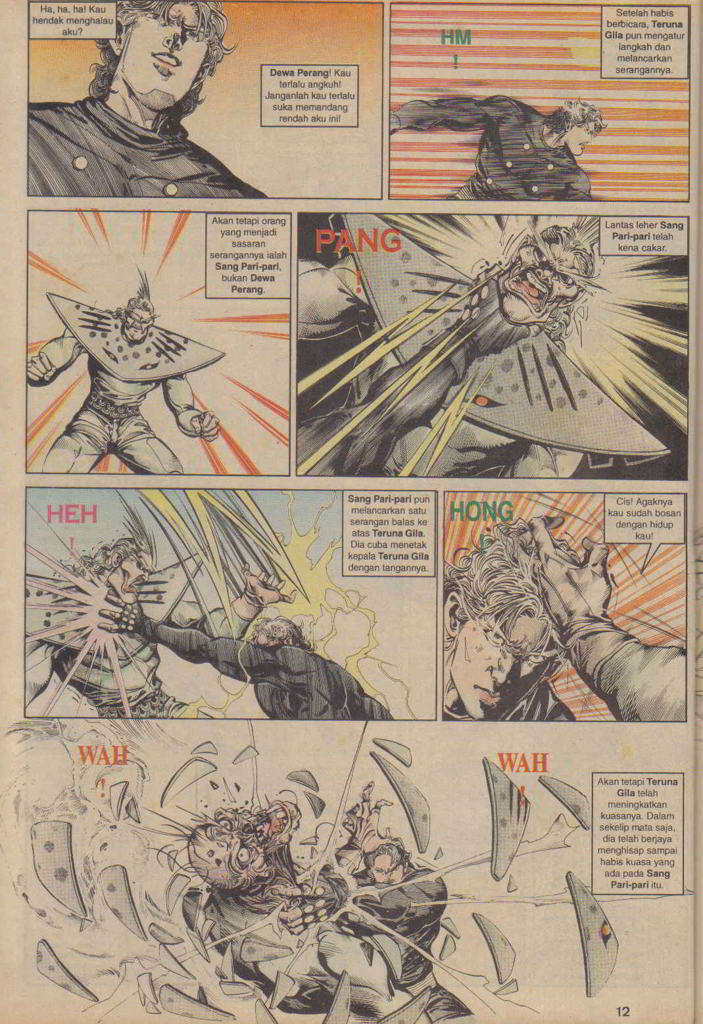 Ha, ha, ha! Kau
hendak menghalau
aku?
Dewa Perang! Kau
terlalu angkuh!
Janganlah kau terlalu
suka memandang
rendah aku ini!
HM
!
Setelah habis
berbicara, Teruna
Gila pun mengatur
langkah dan
melancarkan
serangannya.
Akan tetapi orang
yang menjadi
sasaran
serangannya ialah
Sang Pari-pari,
bukan Dewa
Perang.
PANG
!
Lantas leher Sang
Pari-pari telah
kena cakar.
HEH
!
Sang Pari-pari pun
melancarkan satu
serangan balas ke
atas Teruna Gila.
Dia cuba menetak
kepala Teruna Gila
dengan tangannya.
HONG
!
Cis! Agaknya
kau sudah bosan
dengan hidup
kau!
WAH
!
WAH
!
Akan tetapi Teruna
Gila telah
meningkatkan
kuasanya. Dalam
sekelip mata saja,
dia telah berjaya
menghisap sampai
habis kuasa yang
ada pada Sang
Pari-pari itu.
12